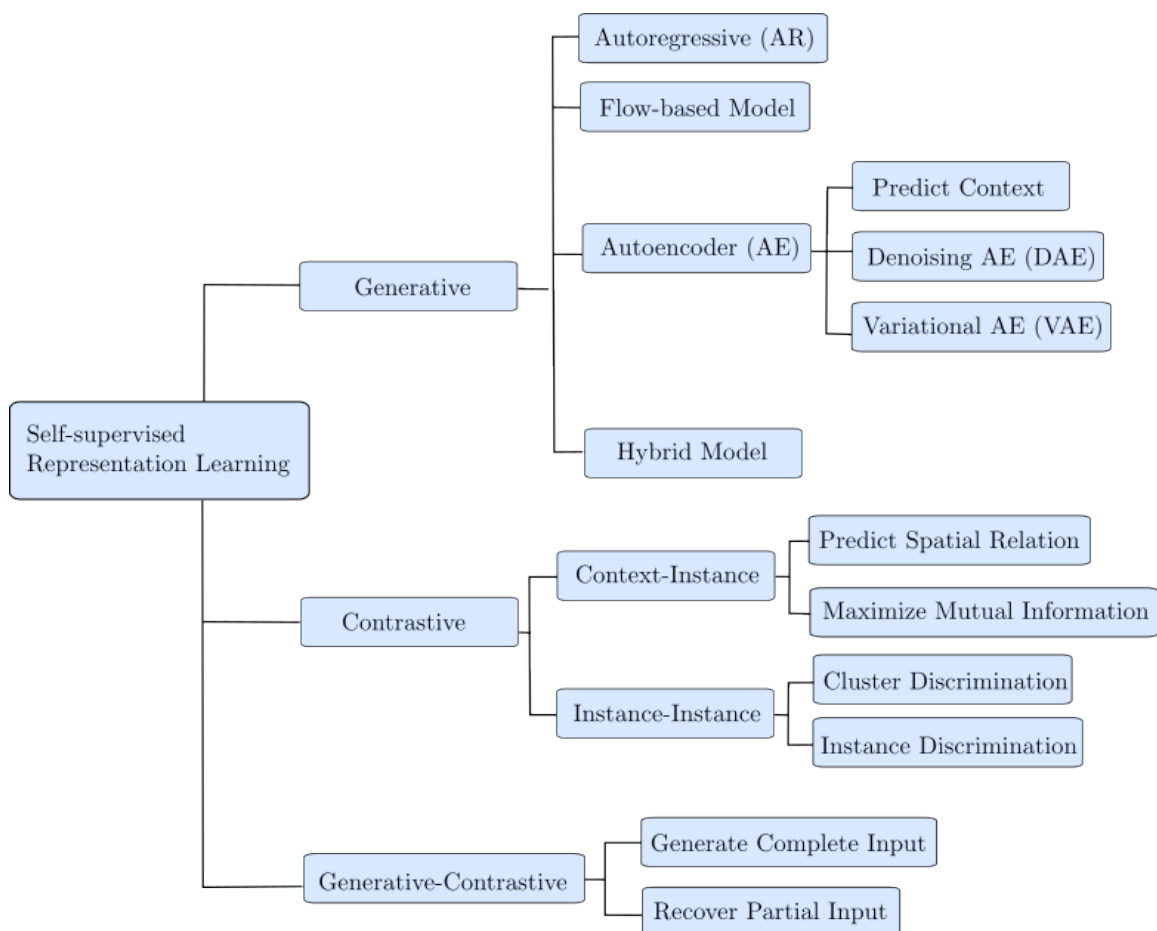 Autoregressive (AR)
Flow-based Model
Predict Context
Autoencoder (AE)
Denoising AE (DAE)
Generative
Variational AE (VAE)
Self-supervised
Representation Learning
Hybrid Model
Predict Spatial Relation
Context-Instance
Maximize Mutual Information
Contrastive
Cluster Discrimination
Instance-Instance
Instance Discrimination
Generate Complete Input
Generative-Contrastive
Recover Partial Input